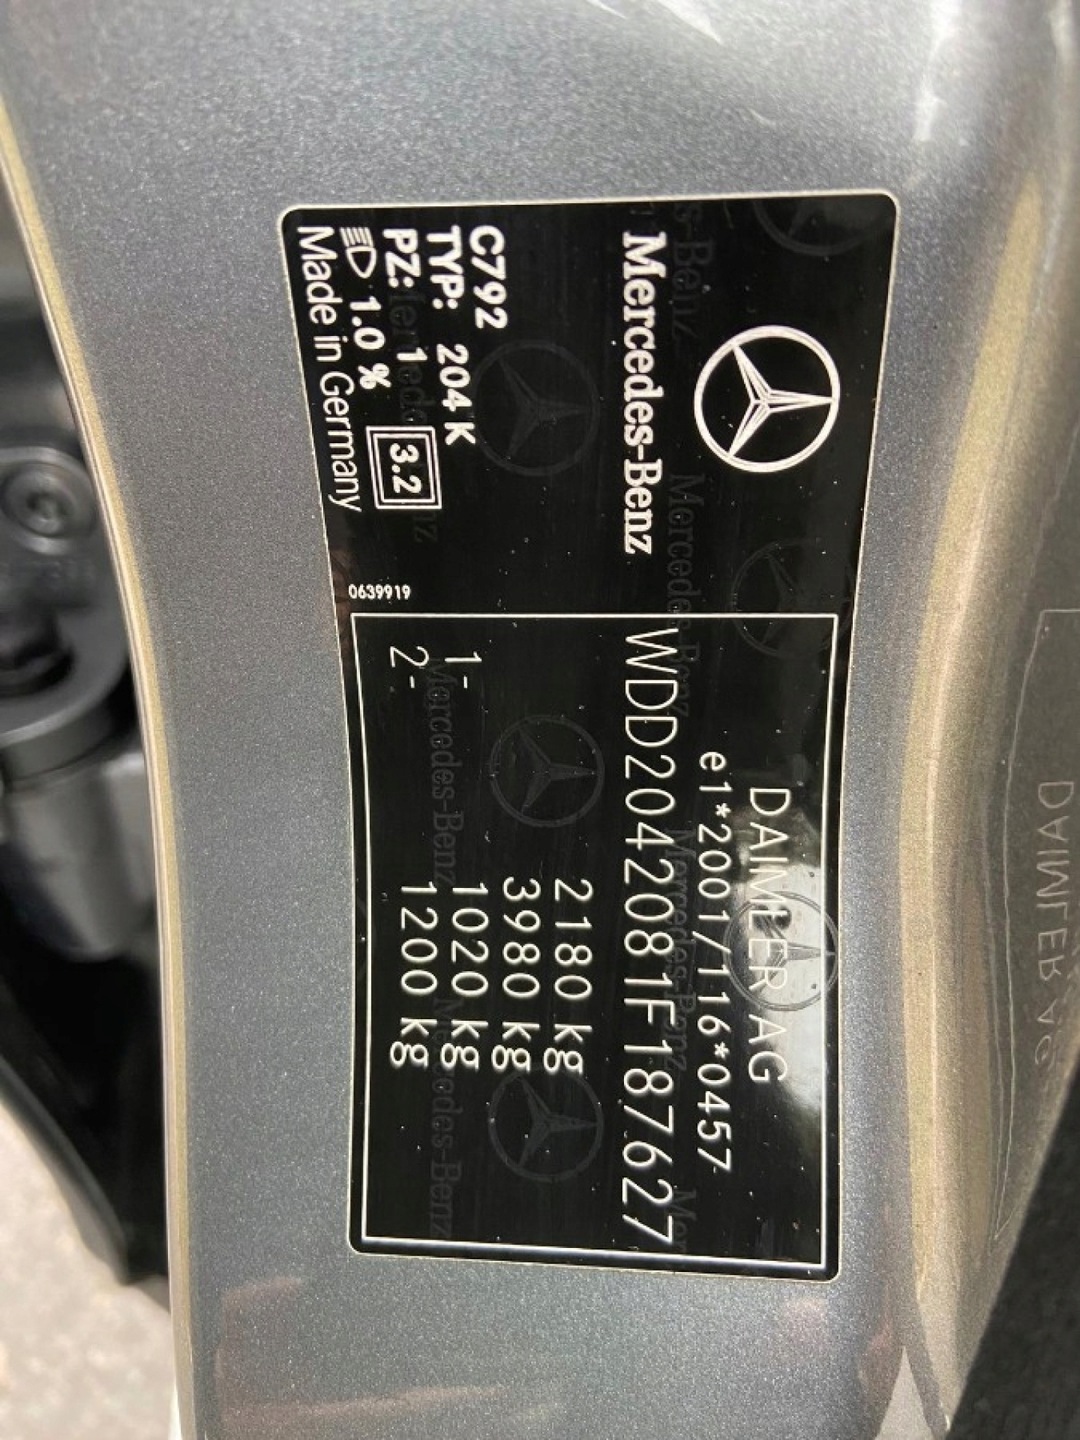 Mercedes-Benz
C792
TYP: 204 K
PZ: 1
3.2
1.0 %
Made in Germany
0639919
DAIMLER AG
e1*2001/116*0457
WDD2042081F187627
2180 kg
3980 kg
1- 1020 kg
2- 1200 kg